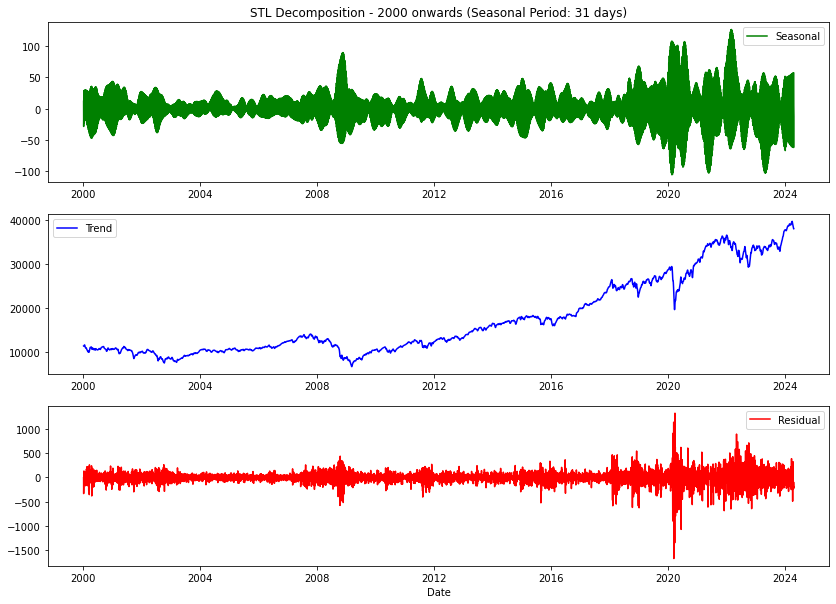 STL Decomposition - 2000 onwards (Seasonal Period: 31 days)
Seasonal
100
50
0
−50
−100
2000 2004 2008 2012 2016 2020 2024
Trend
40000
30000
20000
10000
2000 2004 2008 2012 2016 2020 2024
Residual
1000
500
0
−500
−1000
−1500
2000 2004 2008 2012 2016 2020 2024
Date